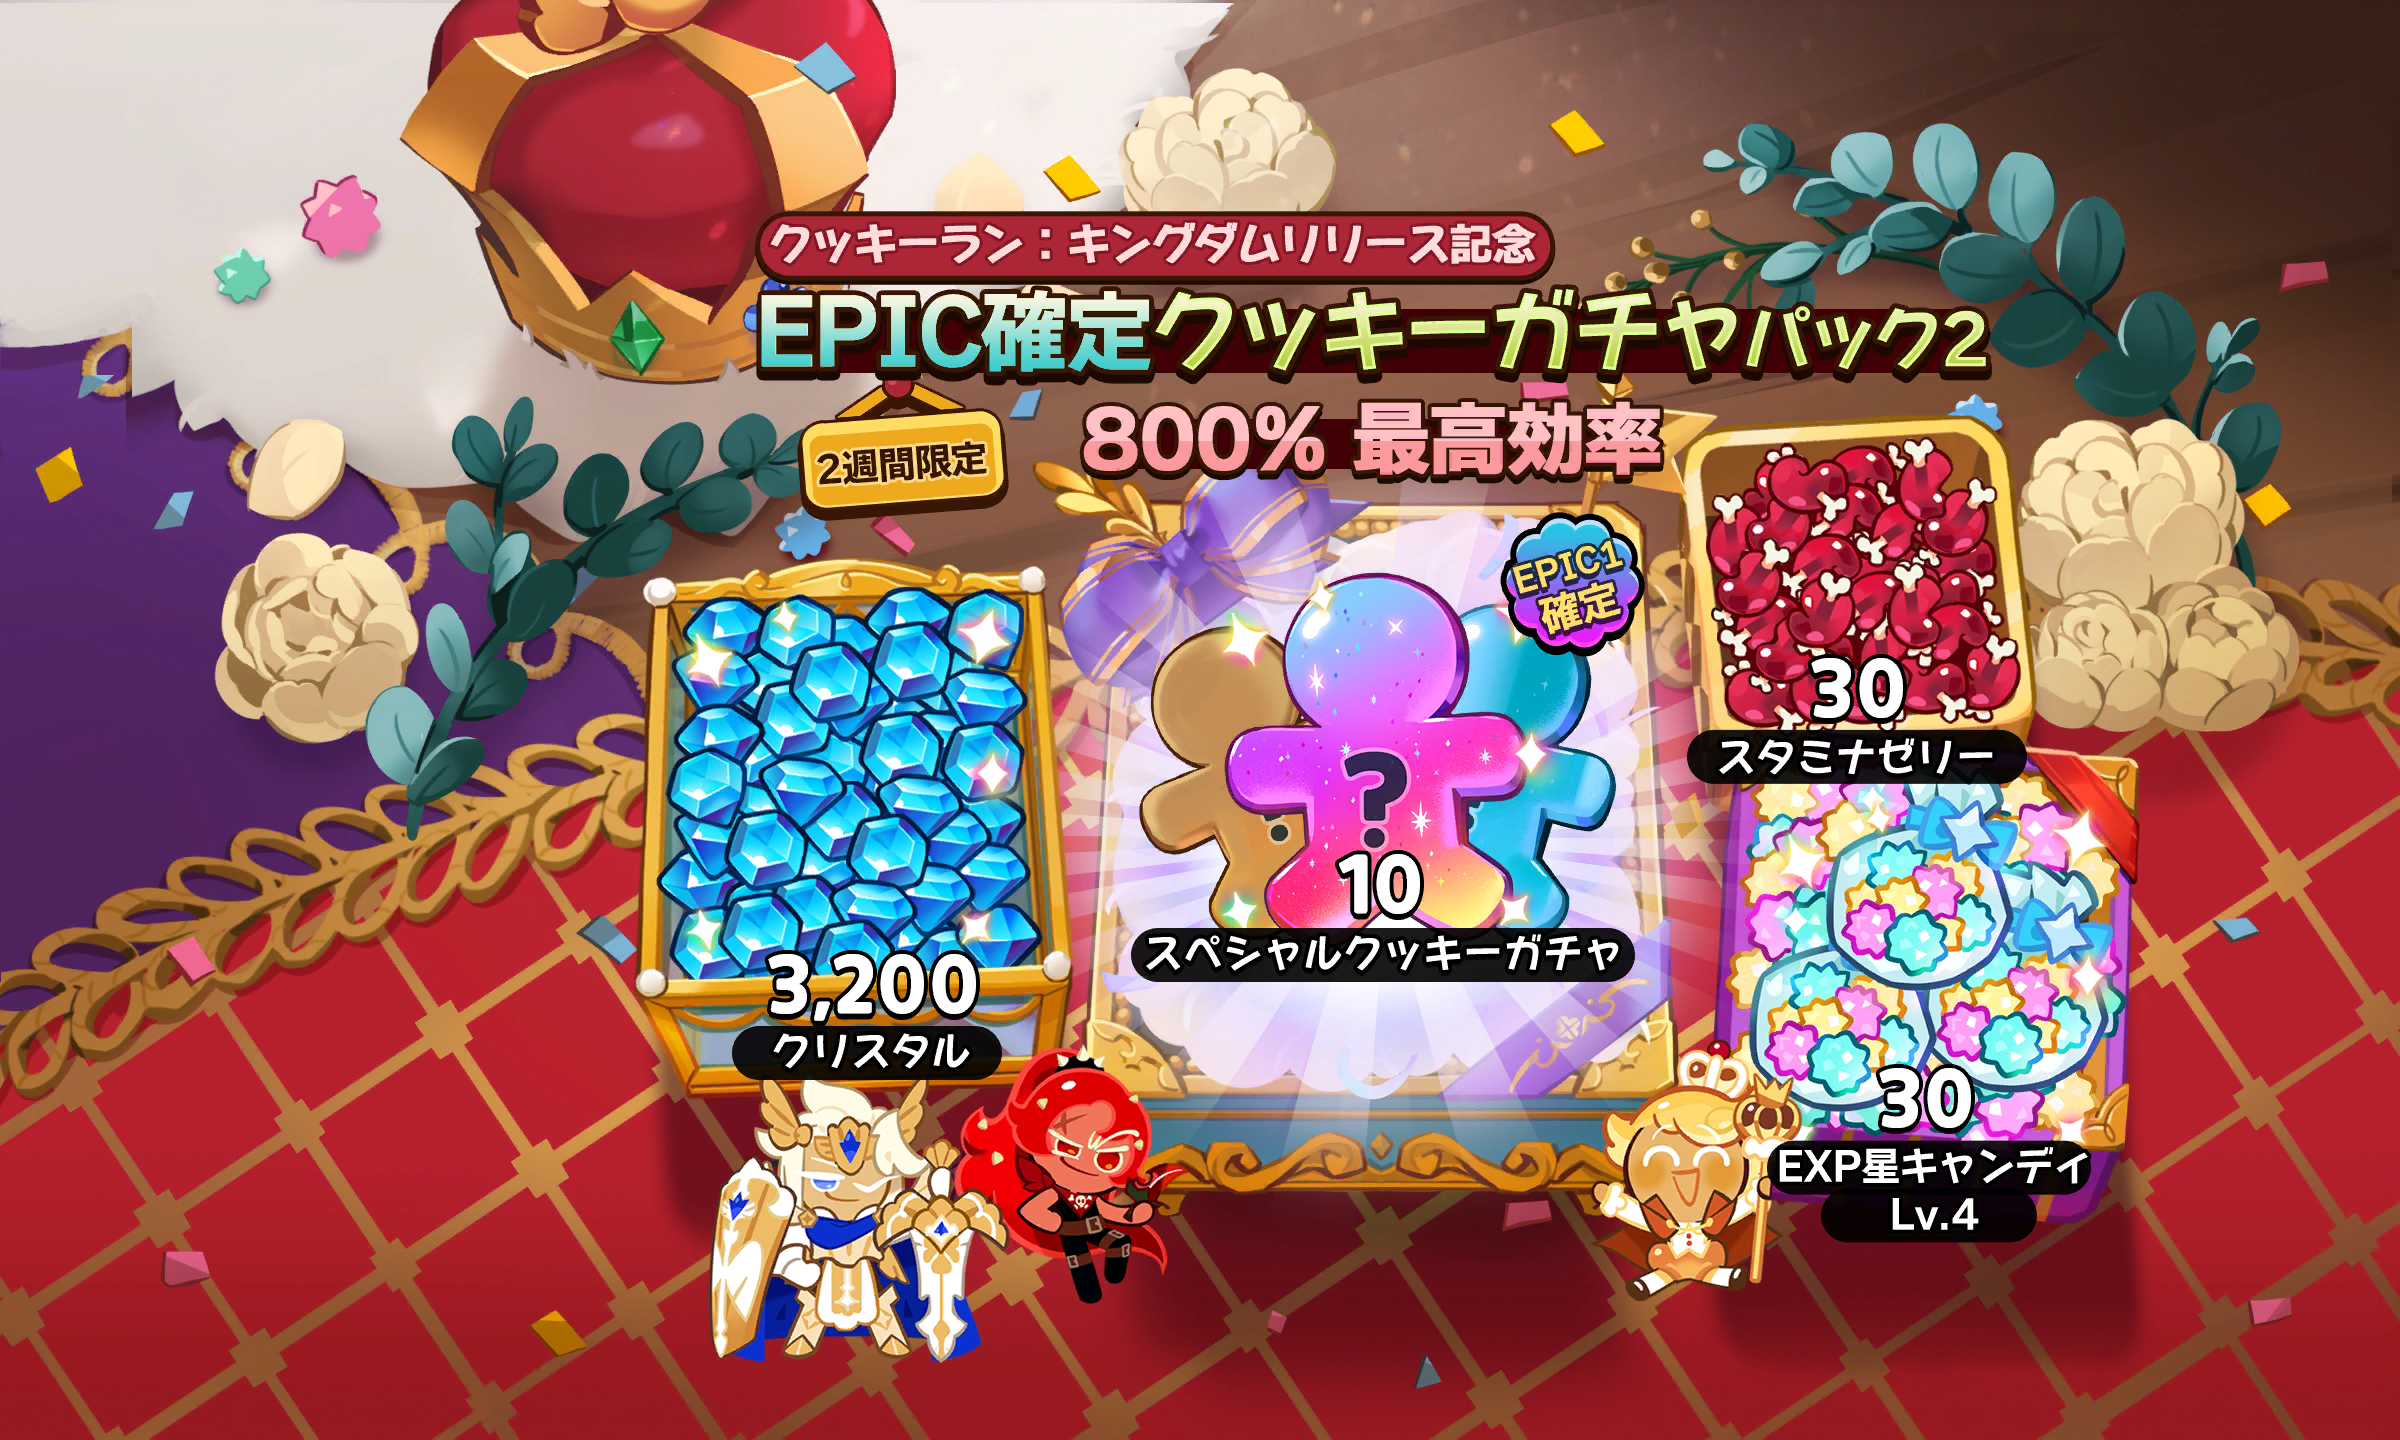 クッキーラン：キングダムリリース記念
EPIC確定クッキーガチャパック2
2週間限定
800% 最高効率
EPIC1
確定
30
スタミナゼリー
?
10
スペシャルクッキーガチャ
3,200
クリスタル
30
EXP星キャンディ
Lv.4